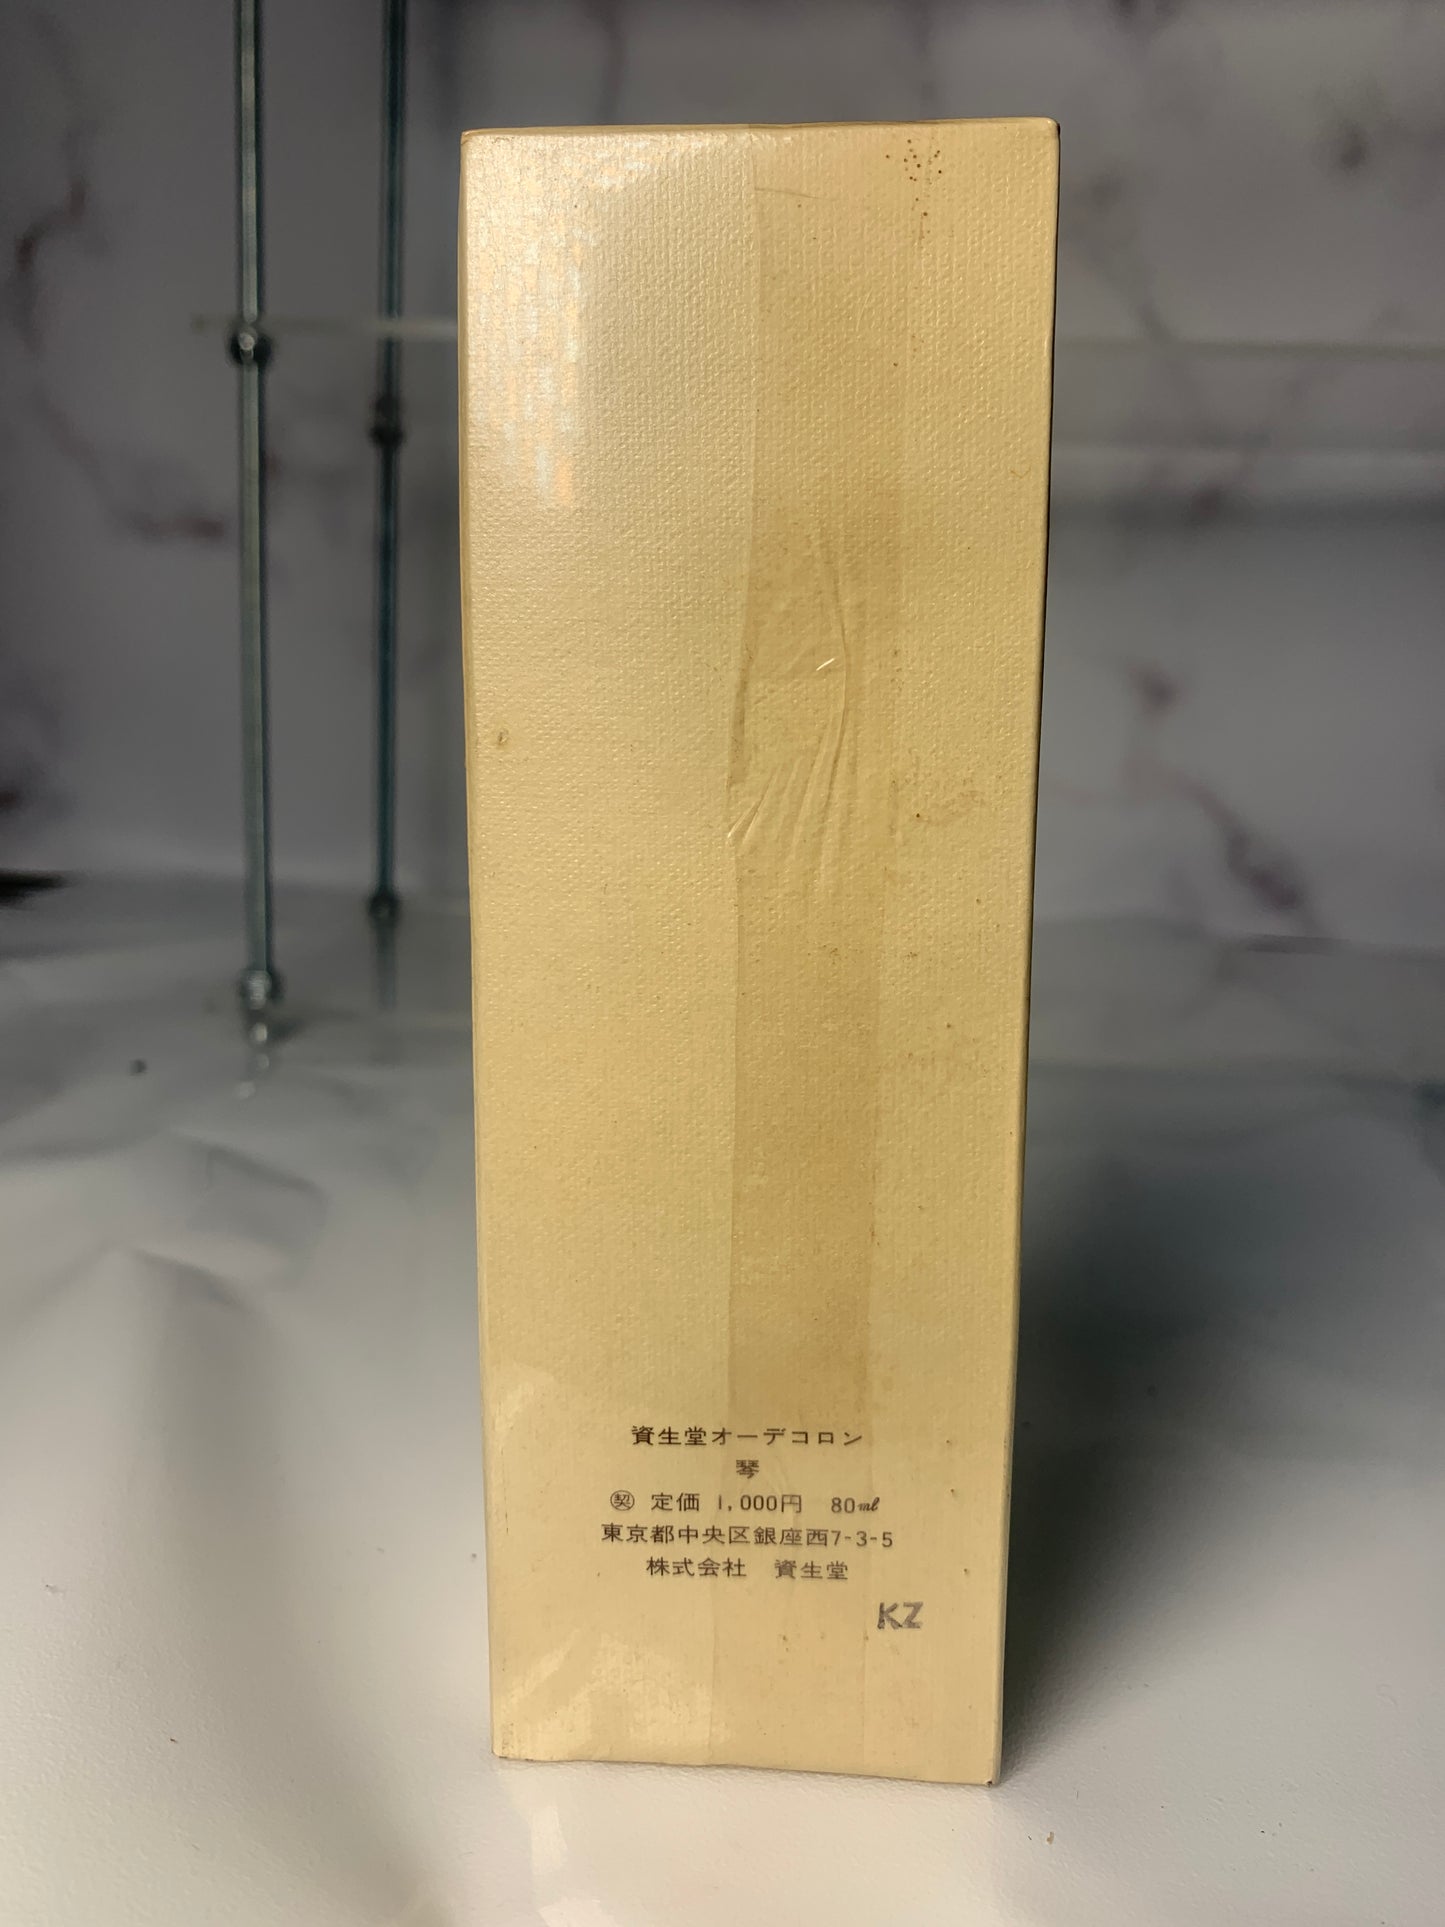 資生堂オーデコロン
琴
㊝ 定価 1,000円 80ml
東京都中央区銀座西7-3-5
株式会社 資生堂
KZ